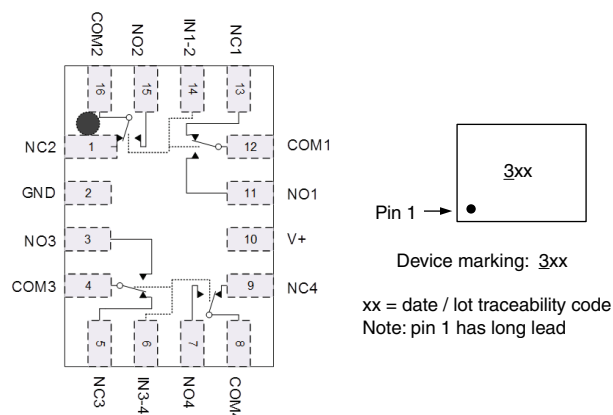 COM2
NO2
IN1-2
NC1
16
15
14
13
NC2
1
12
COM1
GND
2
11
NO1
NO3
3
10
V+
COM3
4
9
NC4
5
6
7
8
NC3
IN3-4
NO4
COM4
3xx
Pin 1
Device marking: 3xx
xx = date / lot traceability code
Note: pin 1 has long lead